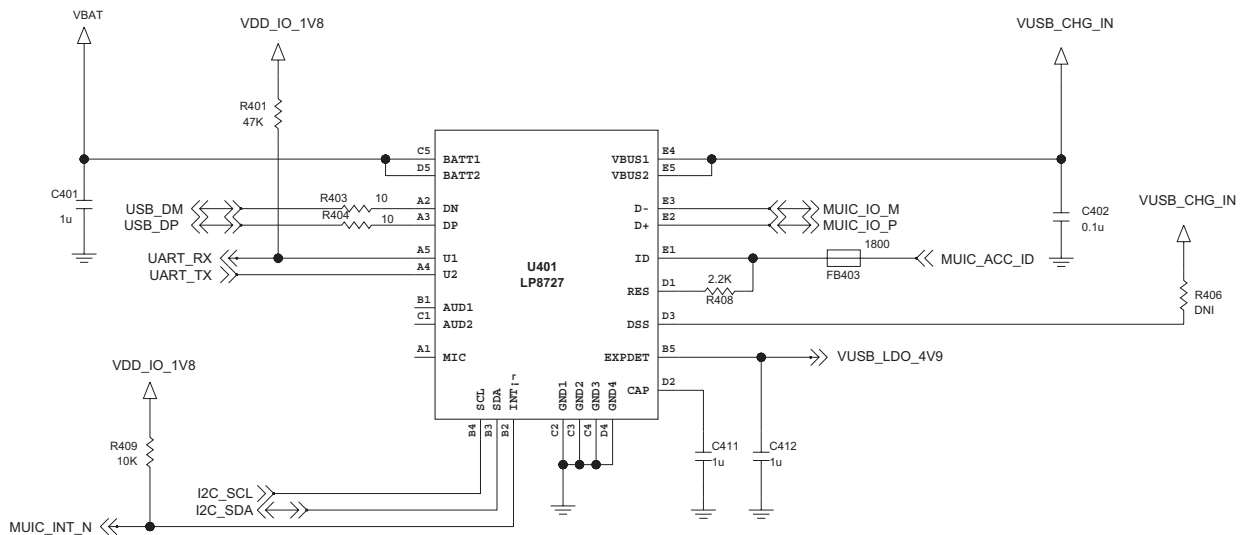 VBAT
VDD_IO_1V8
VUSB_CHG_IN
R401
47K
C5
BATT1
VBUS1
E4
D5
BATT2
VBUS2
E5
C401
1u
USB_DM
R403
10
A2
DN
D-
E3
MUIC_IO_M
USB_DP
R404
10
A3
DP
D+
E2
MUIC_IO_P
C402
0.1u
VUSB_CHG_IN
UART_RX
A5
U1
ID
E1
1800
FB403
MUIC_ACC_ID
UART_TX
A4
U2
U401
LP8727
RES
D1
2.2K
R408
R406
DNI
B1
AUD1
C1
AUD2
DSS
D3
A1
MIC
EXPDET
B5
VUSB_LDO_4V9
VDD_IO_1V8
CAP
D2
SCL
SDA
INT
GND1
GND2
GND3
GND4
B4
B3
B2
C2
C3
C4
D4
R409
10K
C411
1u
C412
1u
I2C_SCL
I2C_SDA
MUIC_INT_N